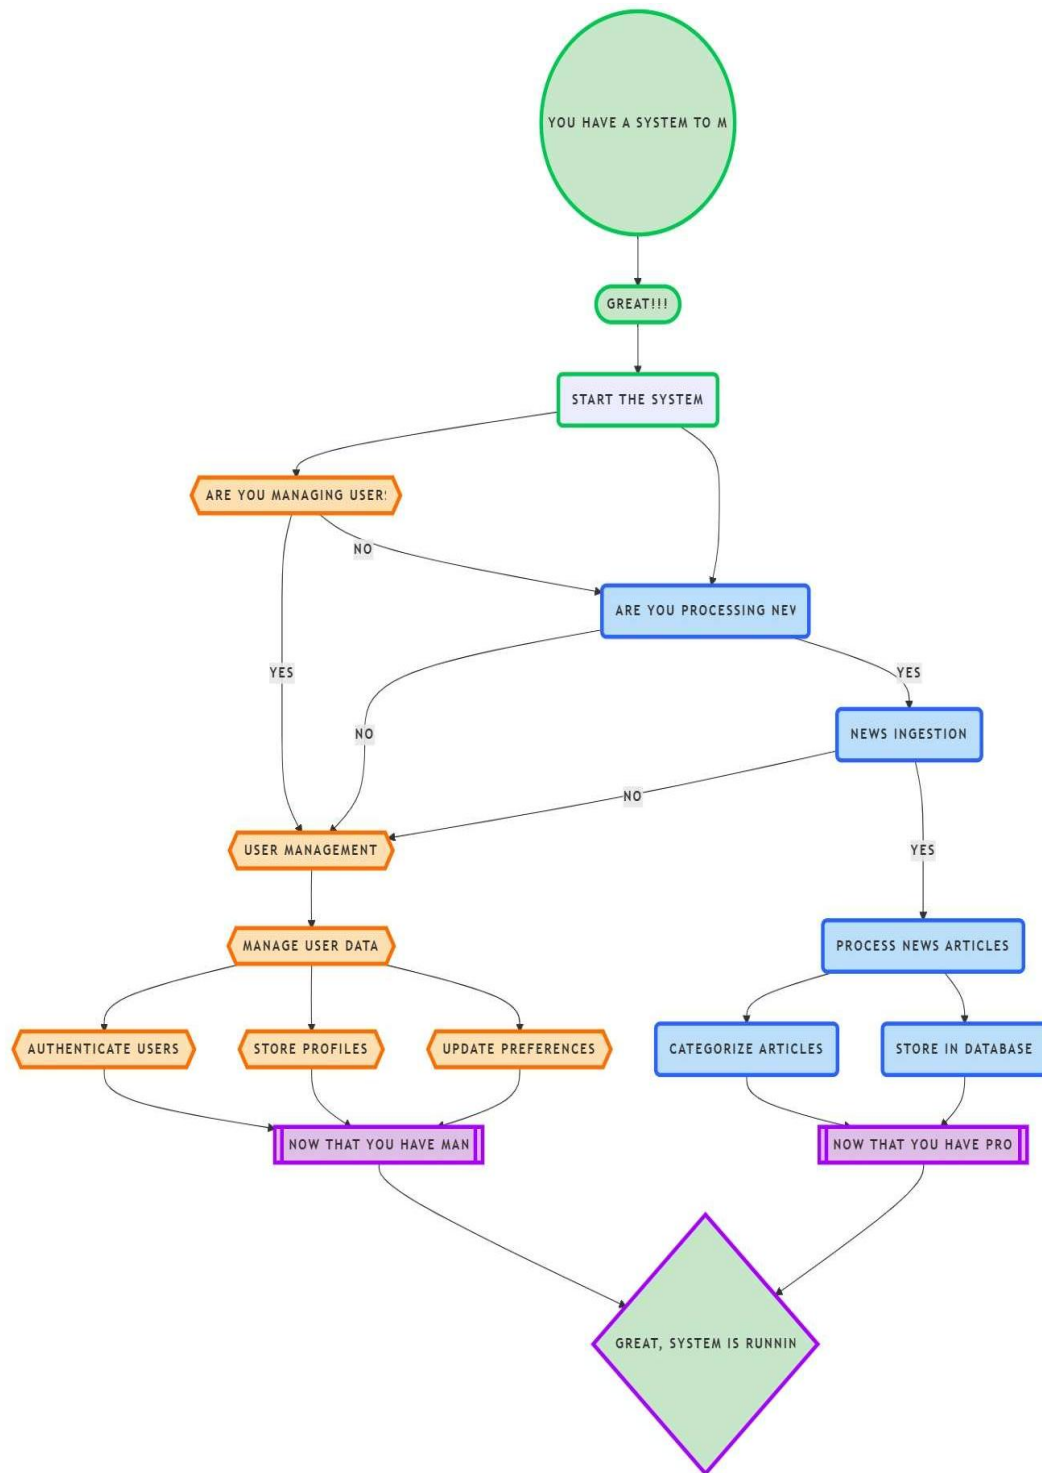 YOU HAVE A SYSTEM TO M
GREAT!!!
START THE SYSTEM
ARE YOU MANAGING USERS
NO
ARE YOU PROCESSING NEW
YES
YES
NO
NEWS INGESTION
NO
USER MANAGEMENT
YES
MANAGE USER DATA
PROCESS NEWS ARTICLES
AUTHENTICATE USERS
STORE PROFILES
UPDATE PREFERENCES
CATEGORIZE ARTICLES
STORE IN DATABASE
NOW THAT YOU HAVE MAN
NOW THAT YOU HAVE PRO
GREAT, SYSTEM IS RUNNIN